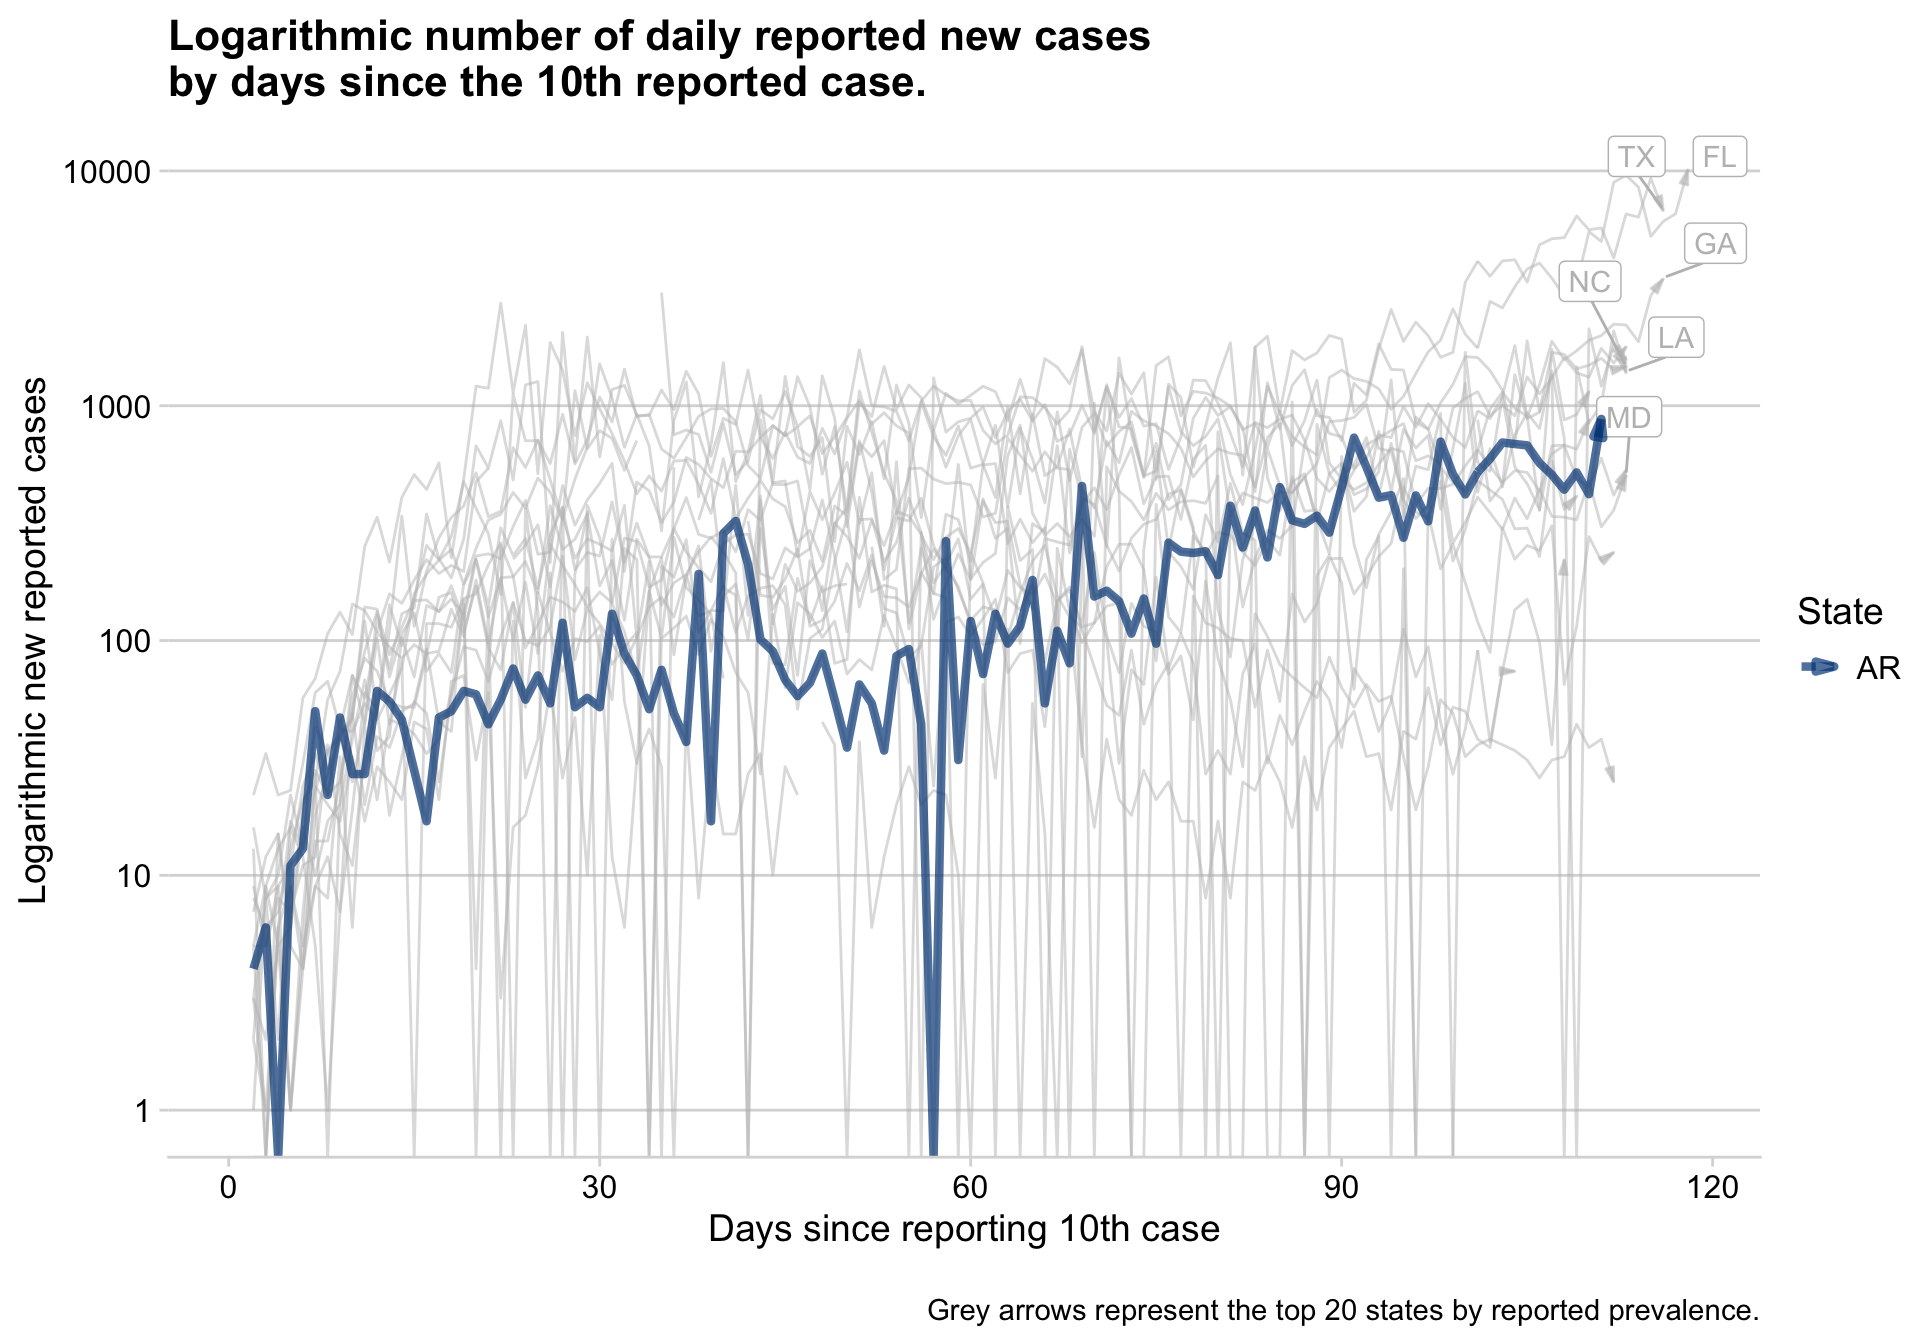 Logarithmic number of daily reported new cases
by days since the 10th reported case.
Logarithmic new reported cases
10000
1000
100
10
1
TX
FL
GA
NC
LA
MD
State
AR
0
30
60
90
120
Days since reporting 10th case
Grey arrows represent the top 20 states by reported prevalence.